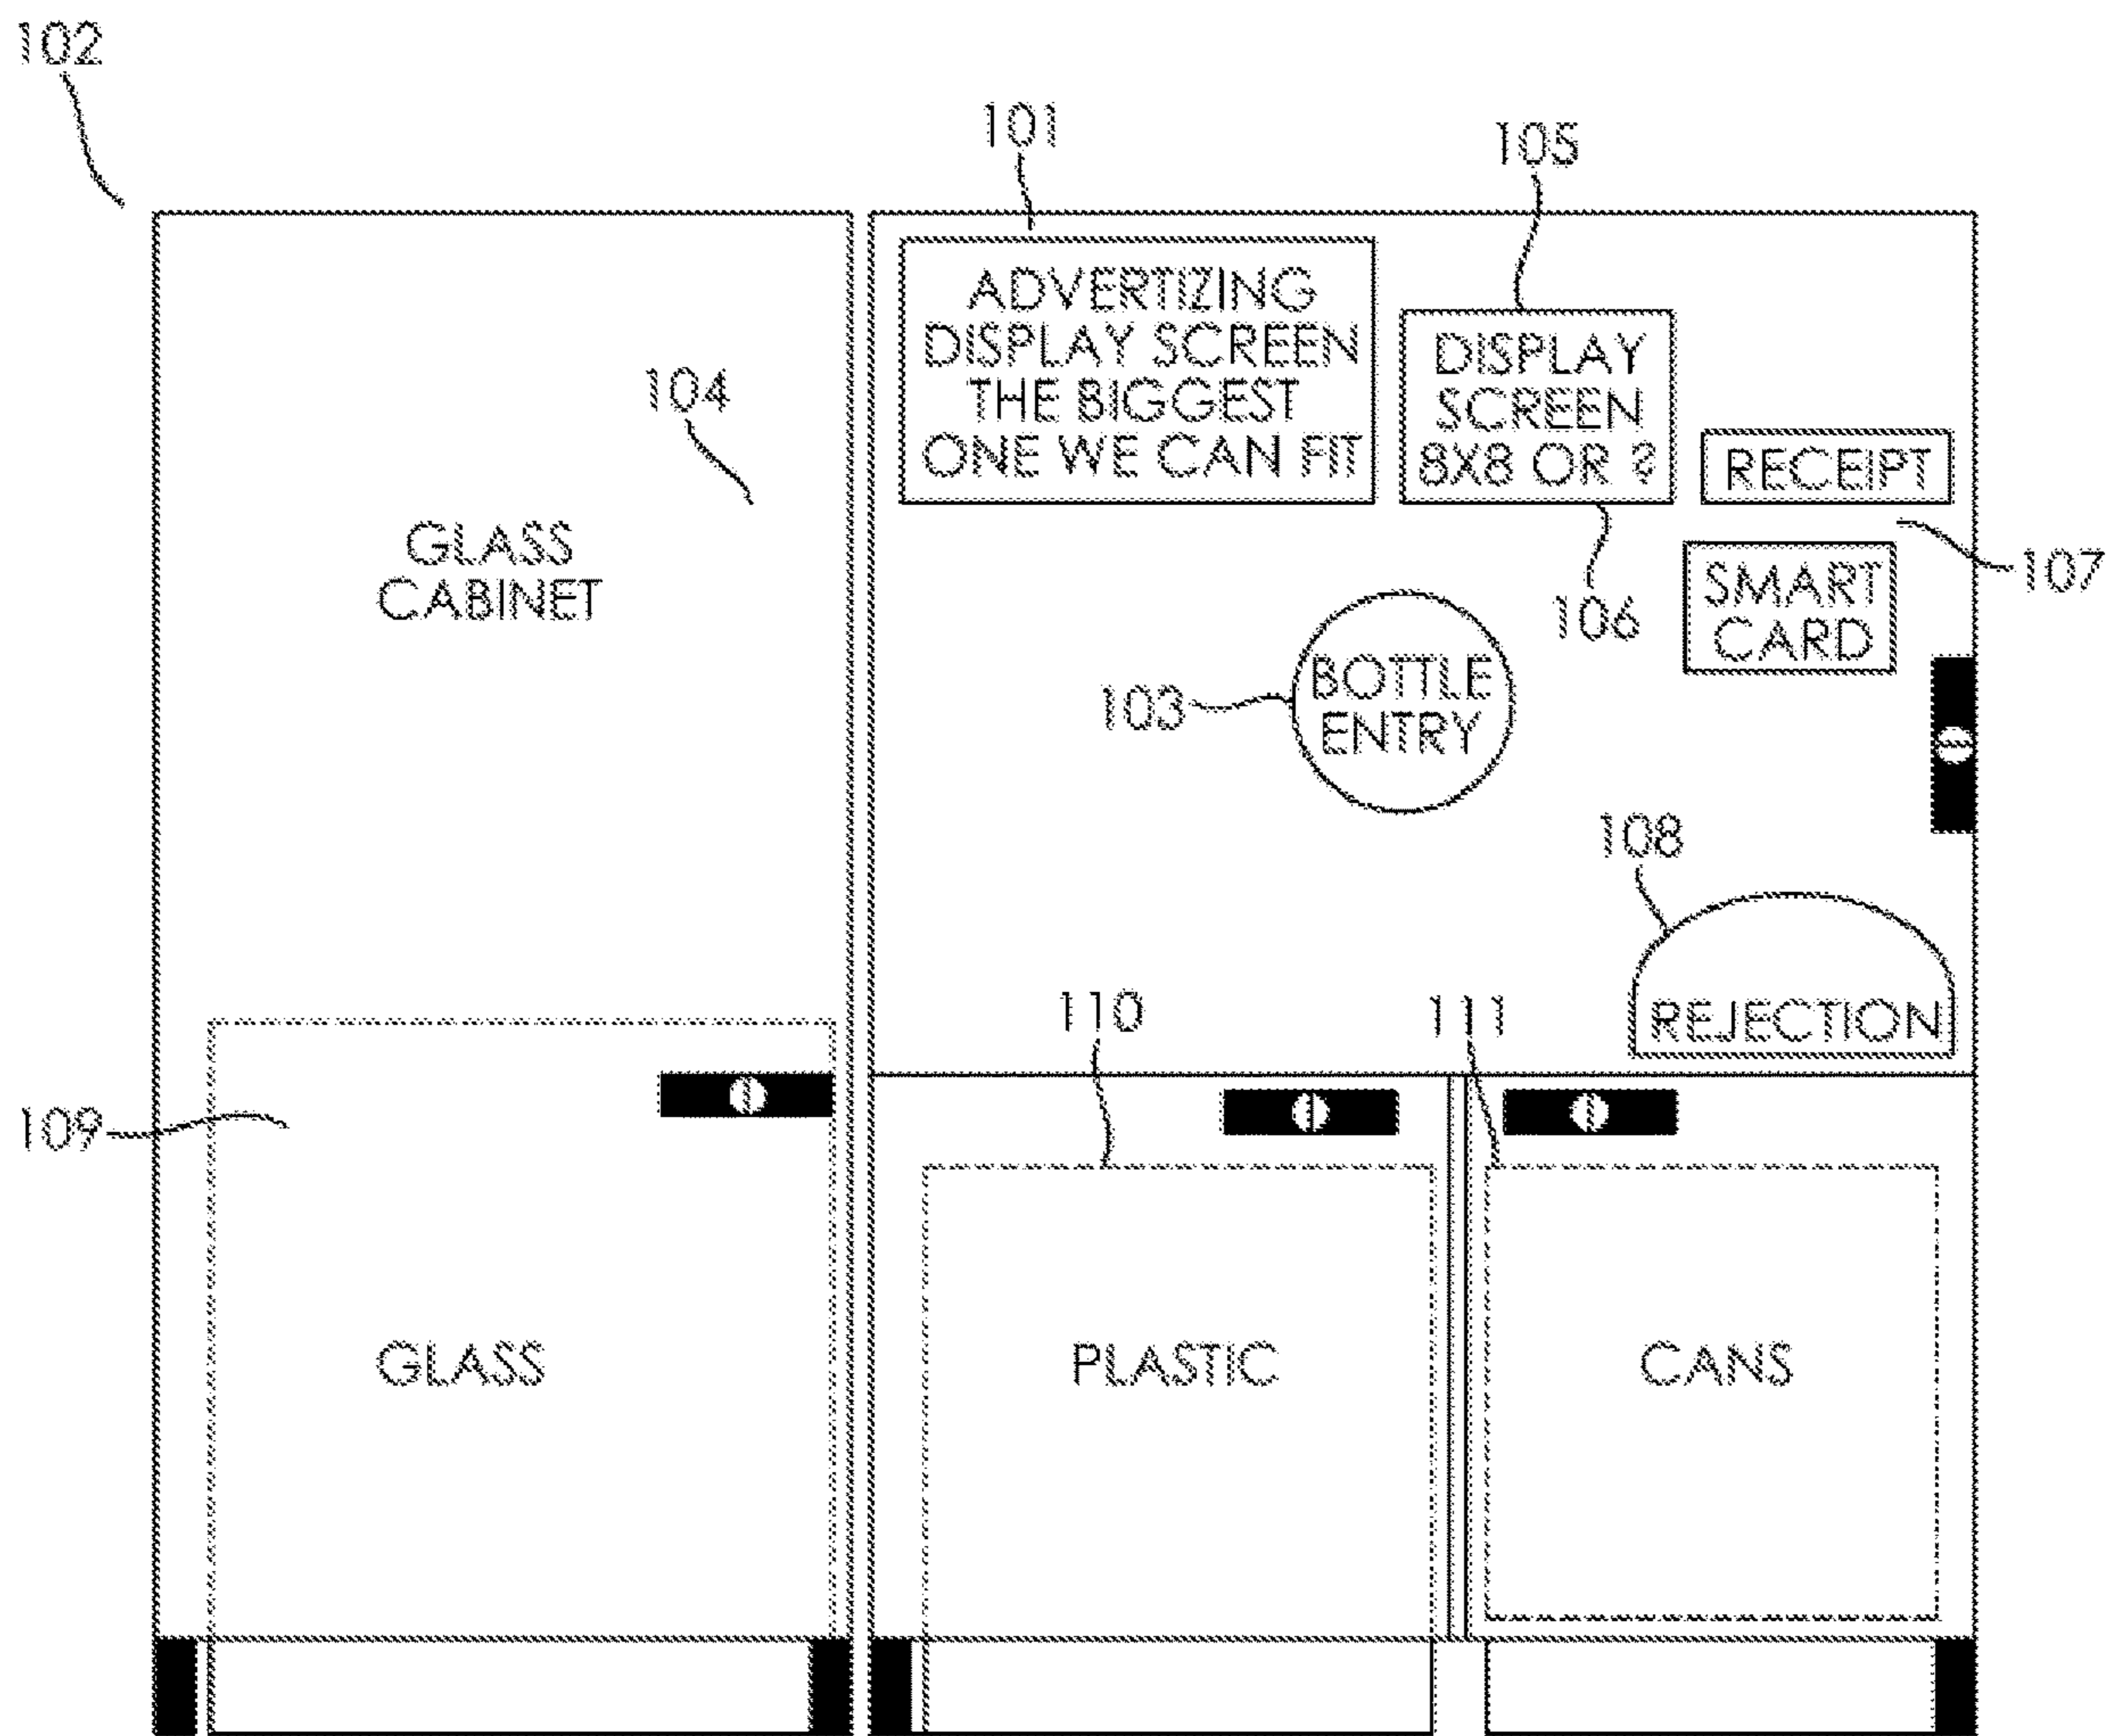 102
101
105
ADVERTIZING
DISPLAY SCREEN
THE BIGGEST
ONE WE CAN FIT
DISPLAY
SCREEN
8X8 OR ?
104
RECEIPT
GLASS
CABINET
107
SMART
CARD
106
103
BOTTLE
ENTRY
108
REJECTION
110
111
109
GLASS
PLASTIC
CANS